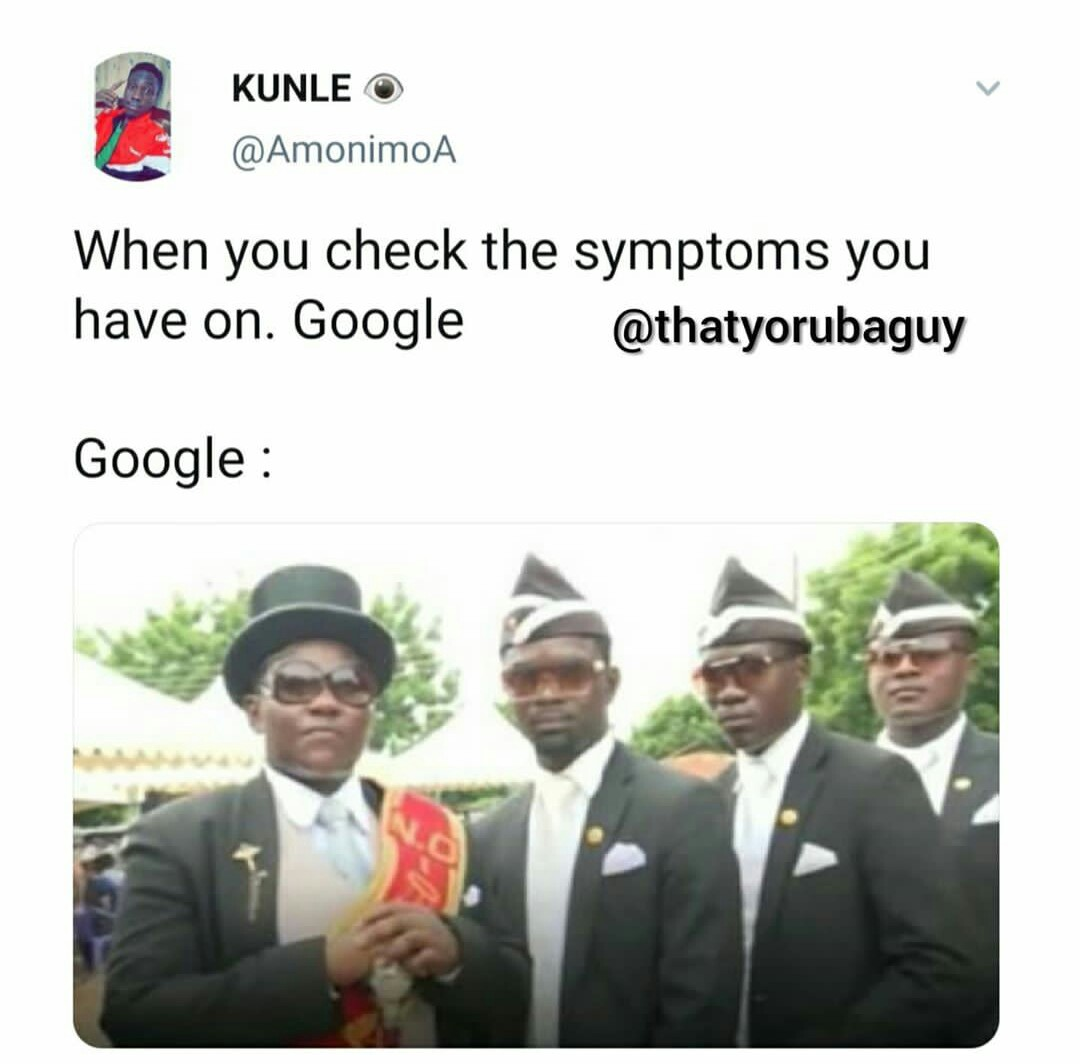 KUNLE 👁
@AmonimoA
When you check the symptoms you
have on. Google @thatyorubaguy
Google :